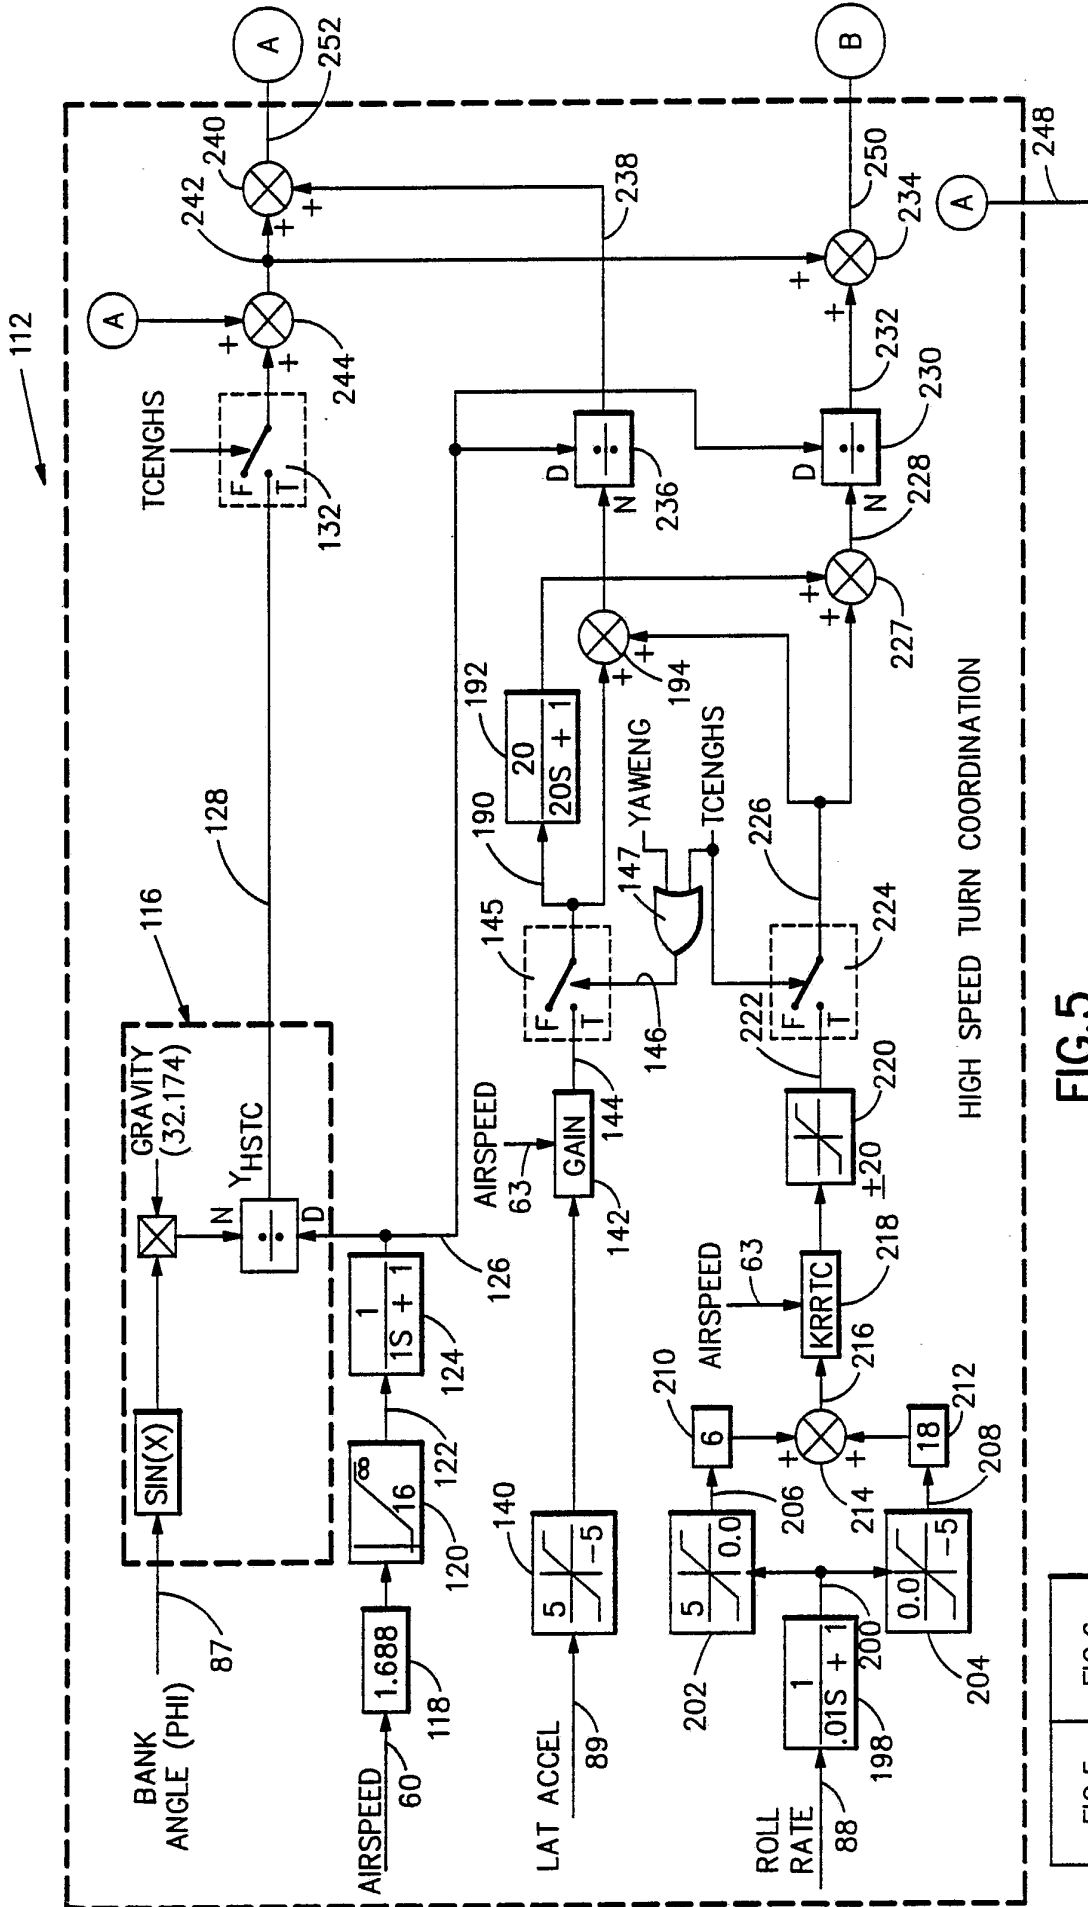 112
BANK
ANGLE (PHI)
87
SIN(X)
GRAVITY
(32.174)
N
D
YHSTC
116
128
TCENGHS
F
T
132
A
+
+
244
242
240
+
+
252
A
AIRSPEED
60
1.688
118
∞
16
120
122
1
1S + 1
124
126
LAT ACCEL
89
5
-5
140
AIRSPEED
63
GAIN
142
144
F
T
145
146
147
YAWENG
TCENGHS
190
20
20S + 1
192
+
+
194
D
N
236
238
ROLL
RATE
88
1
.01S + 1
198
200
5
0.0
202
0.0
-5
204
206
6
210
208
18
212
+
+
214
216
AIRSPEED
63
KRRTC
218
±20
220
222
F
T
224
226
+
+
227
228
D
N
230
232
+
+
234
250
B
A
248
HIGH SPEED TURN COORDINATION
FIG.5